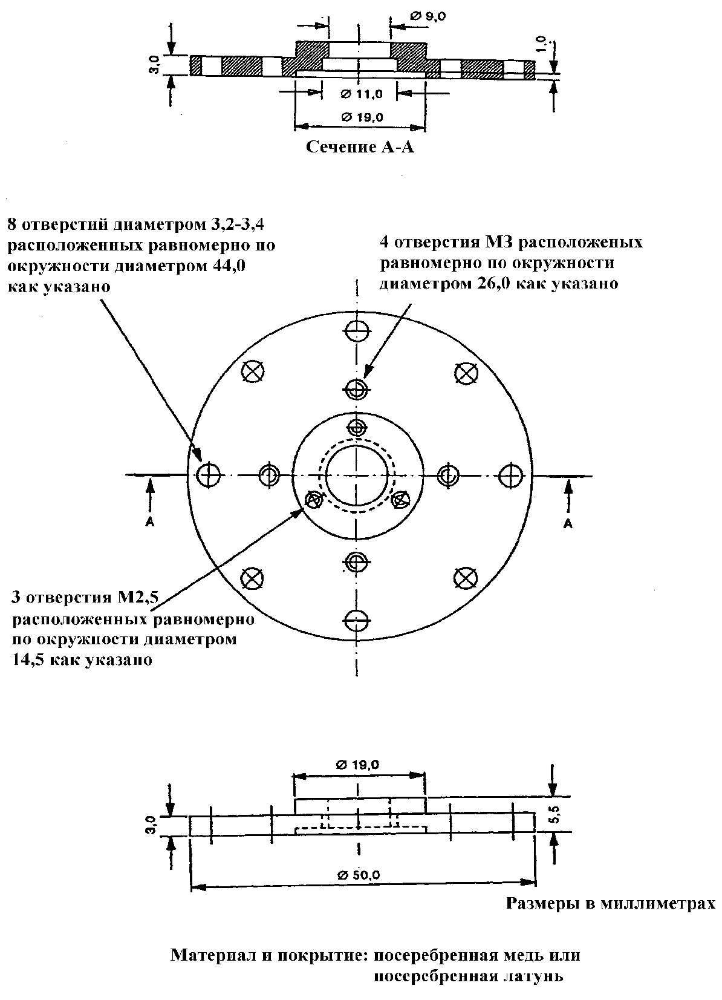 Ø 9,0
1,0
3,0
Ø 11,0
Ø 19,0
Сечение А-А
8 отверстий диаметром 3,2-3,4
расположенных равномерно по
окружности диаметром 44,0
как указано
4 отверстия М3 расположеных
равномерно по окружности
диаметром 26,0 как указано
А
А
3 отверстия М2,5
расположенных равномерно
по окружности диаметром
14,5 как указано
Ø 19,0
3,0
5,5
Ø 50,0
Размеры в миллиметрах
Материал и покрытие: посеребренная медь или
посеребренная латунь